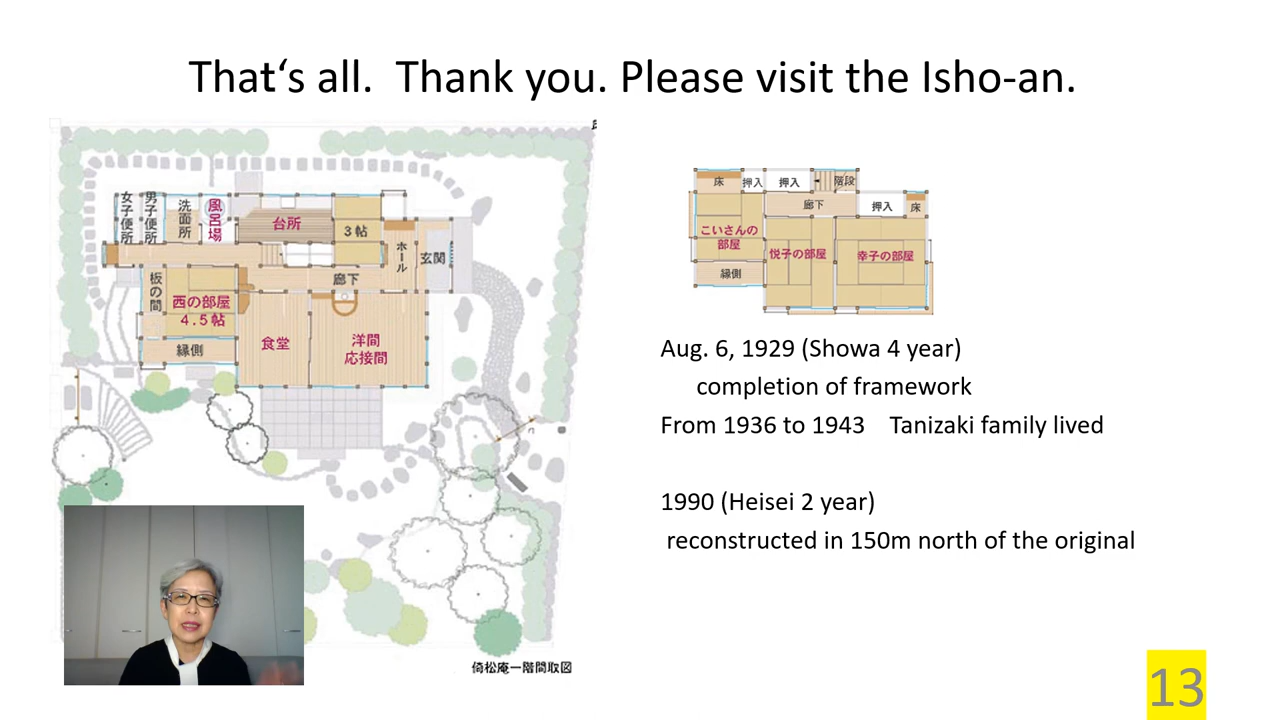 That‘s all.  Thank you. Please visit the Isho-an.
女子便所
男子便所
洗面所
風呂場
台所
3帖
ホール
玄関
廊下
板の間
西の部屋
4.5帖
縁側
食堂
洋間
応接間
倚松庵一階間取図
床
押入
押入
階段
廊下
押入
床
こいさんの
部屋
悦子の部屋
幸子の部屋
縁側
Aug. 6, 1929 (Showa 4 year)
completion of framework
From 1936 to 1943    Tanizaki family lived
1990 (Heisei 2 year)
reconstructed in 150m north of the original
13